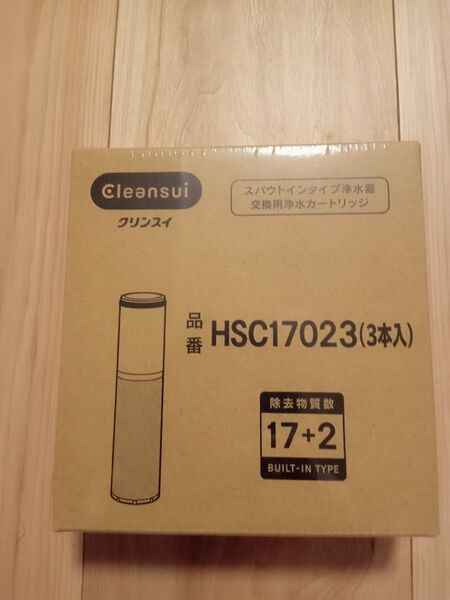 Cleansui
クリンスイ
スパウトインタイプ浄水器
交換用浄水カートリッジ
品番 HSC17023(3本入)
除去物質数
17+2
BUILT-IN TYPE